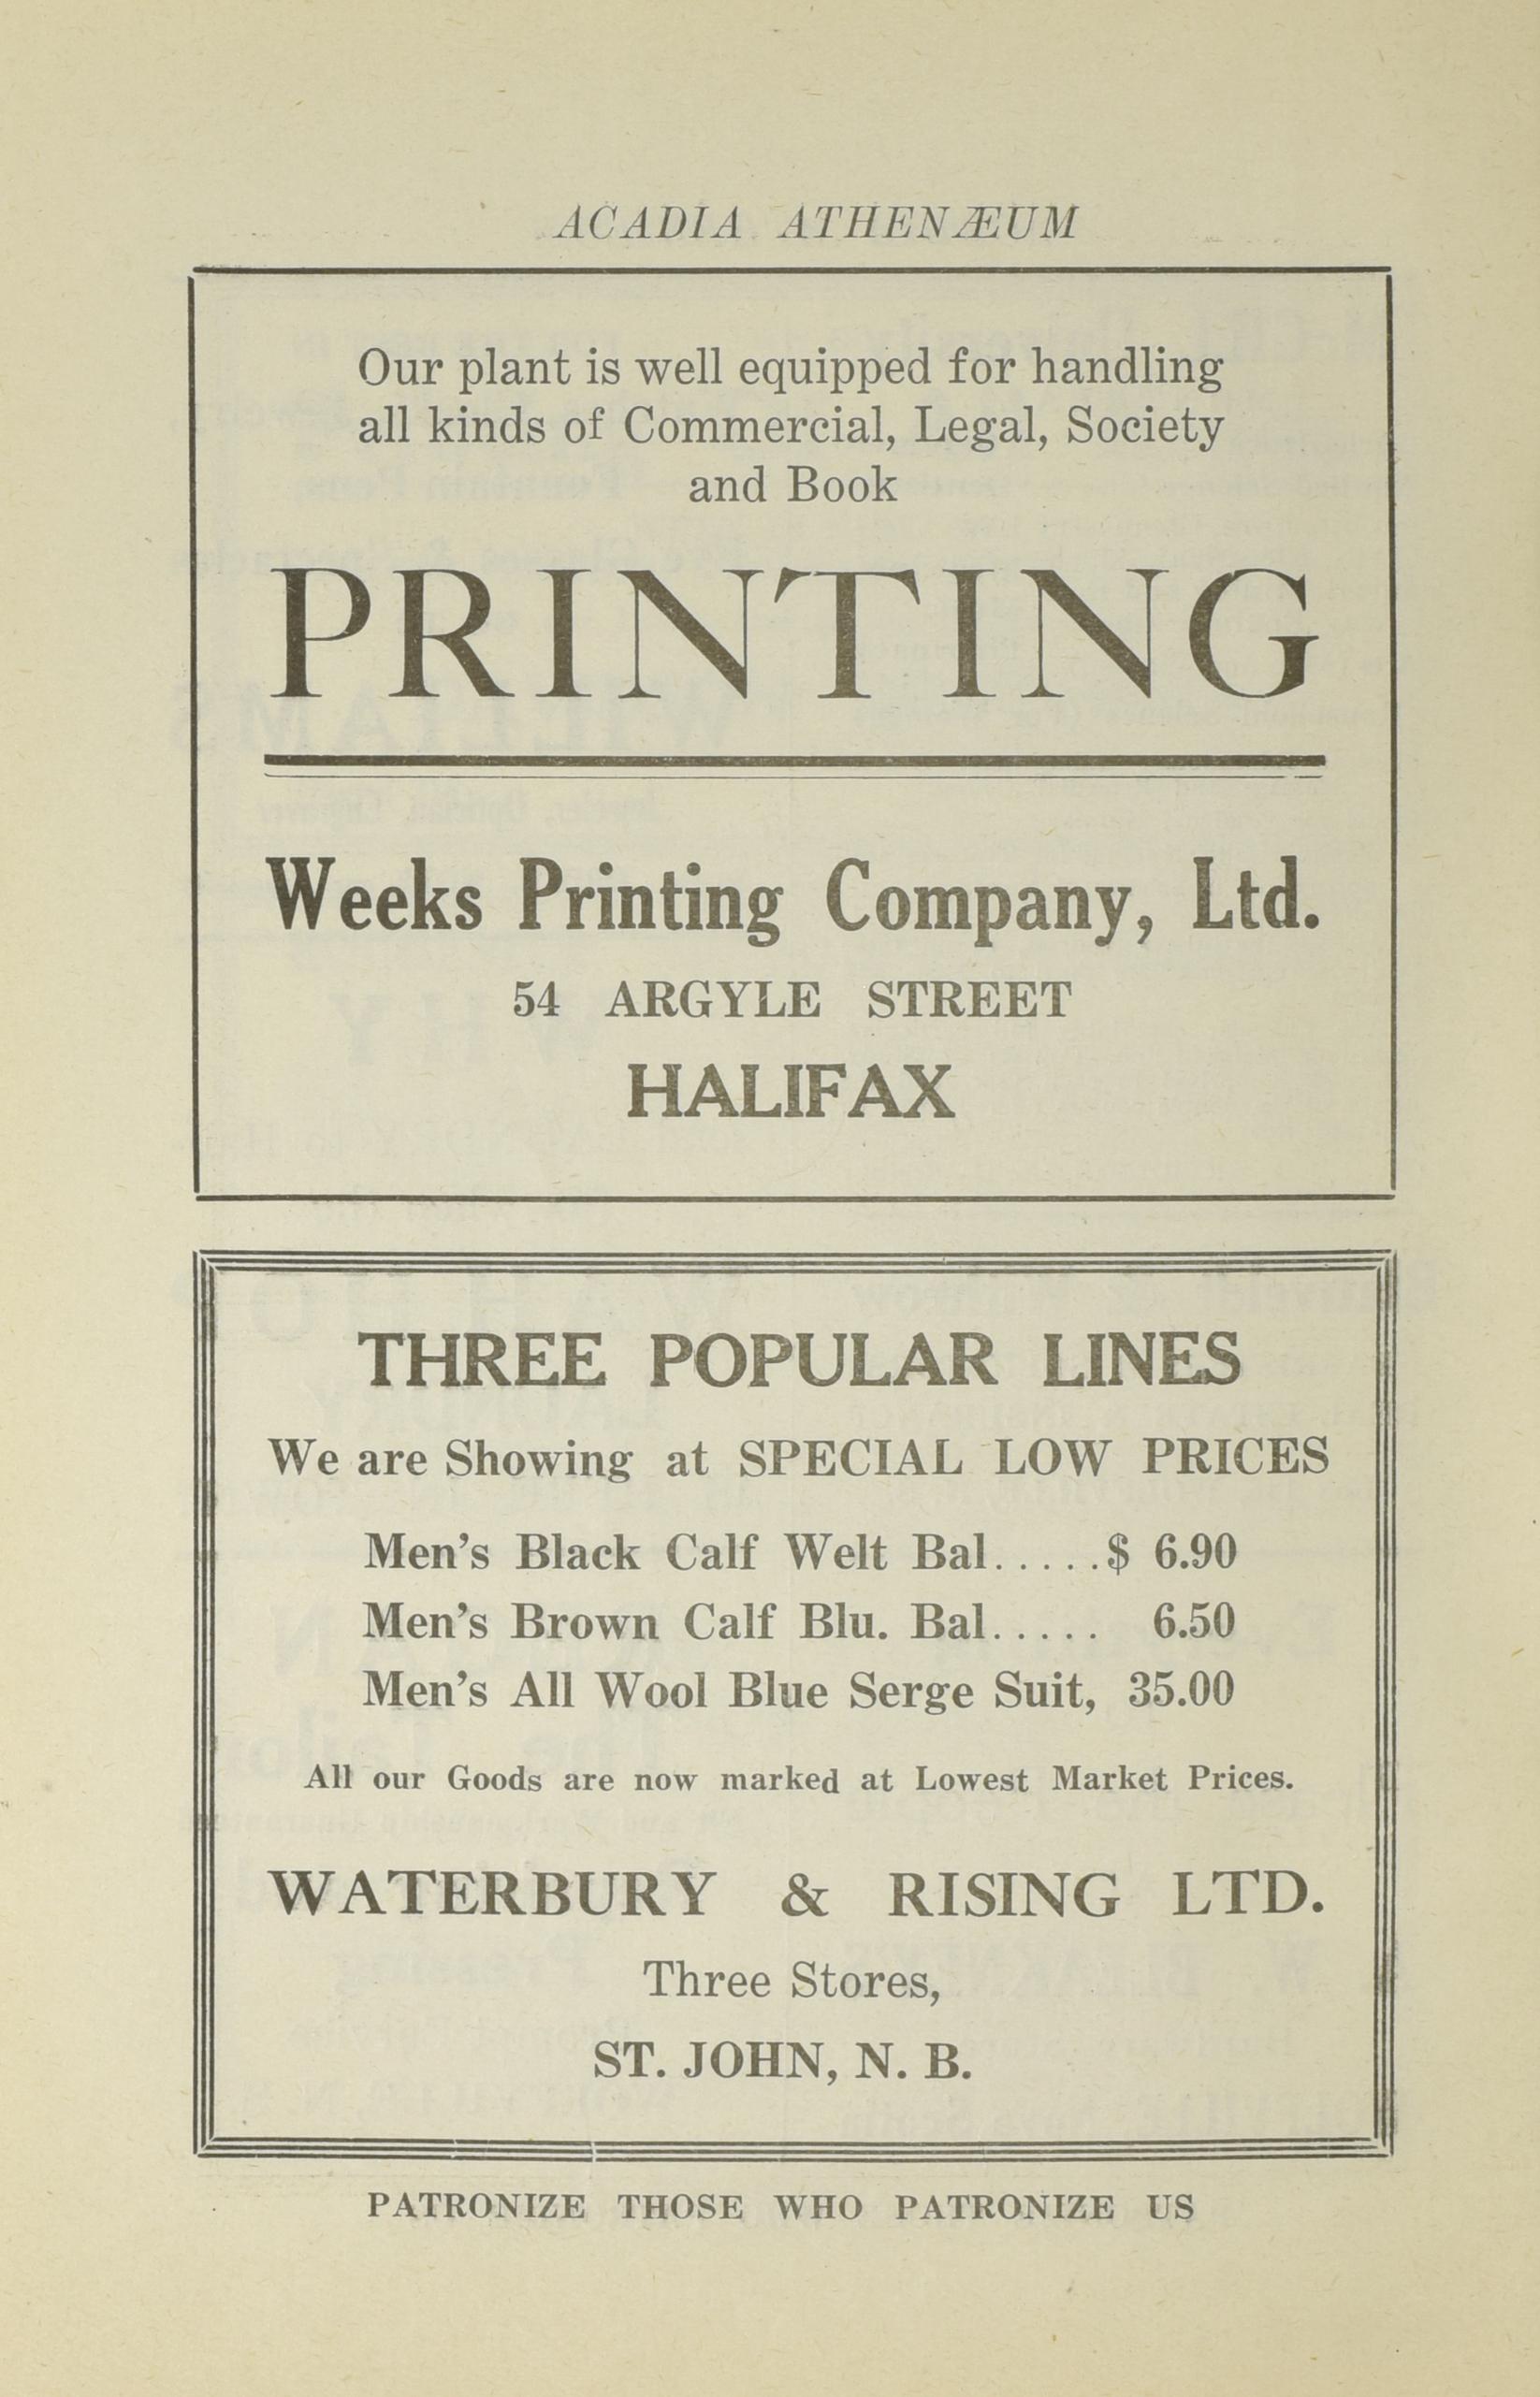 ACADIA ATHENÆUM
Our plant is well equipped for handling
all kinds of Commercial, Legal, Society
and Book
PRINTING
Weeks Printing Company, Ltd.
54 ARGYLE STREET
HALIFAX
THREE POPULAR LINES
We are Showing at SPECIAL LOW PRICES
Men's Black Calf Welt Bal.....$ 6.90
Men's Brown Calf Blu. Bal..... 6.50
Men's All Wool Blue Serge Suit, 35.00
All our Goods are now marked at Lowest Market Prices.
WATERBURY & RISING LTD.
Three Stores,
ST. JOHN, N. B.
PATRONIZE THOSE WHO PATRONIZE US